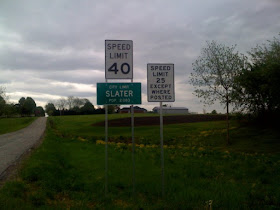 SPEED
LIMIT
40
CITY LIMIT
SLATER
SPEED
LIMIT
25
EXCEPT
WHERE
POSTED